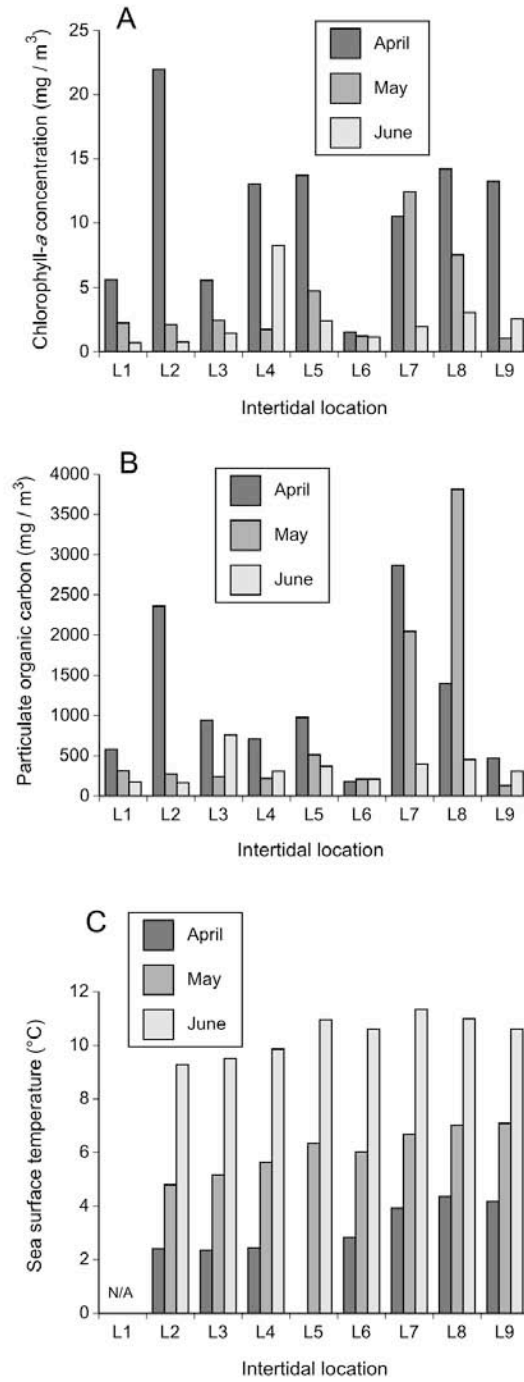 A
Chlorophyll-a concentration (mg / m³)
25
20
15
10
5
0
April
May
June
L1 L2 L3 L4 L5 L6 L7 L8 L9
Intertidal location
B
Particulate organic carbon (mg / m³)
4000
3500
3000
2500
2000
1500
1000
500
0
April
May
June
L1 L2 L3 L4 L5 L6 L7 L8 L9
Intertidal location
C
Sea surface temperature (°C)
April
May
June
12
10
8
6
4
2
0
N/A
L1 L2 L3 L4 L5 L6 L7 L8 L9
Intertidal location